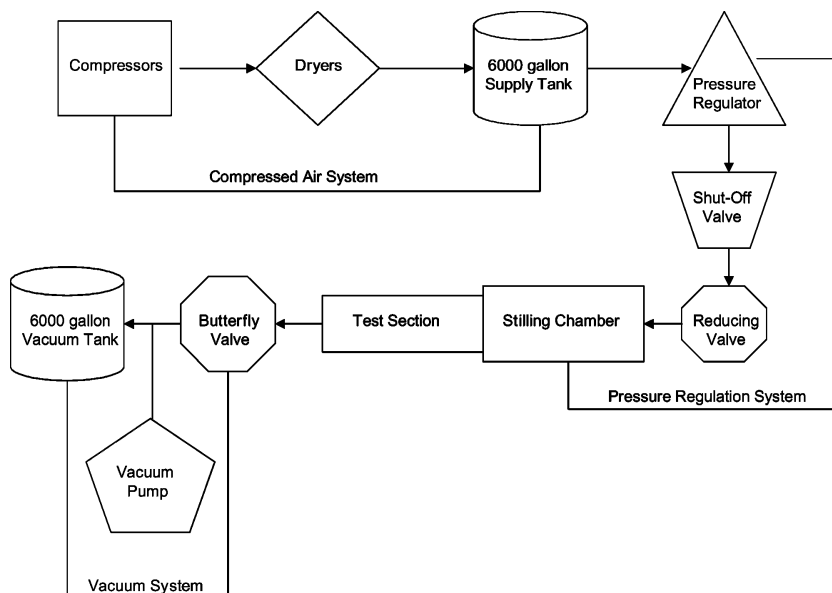 Compressors
Dryers
6000 gallon
Supply Tank
Pressure
Regulator
Compressed Air System
Shut-Off
Valve
6000 gallon
Vacuum Tank
Butterfly
Valve
Test Section
Stilling Chamber
Reducing
Valve
Pressure Regulation System
Vacuum
Pump
Vacuum System